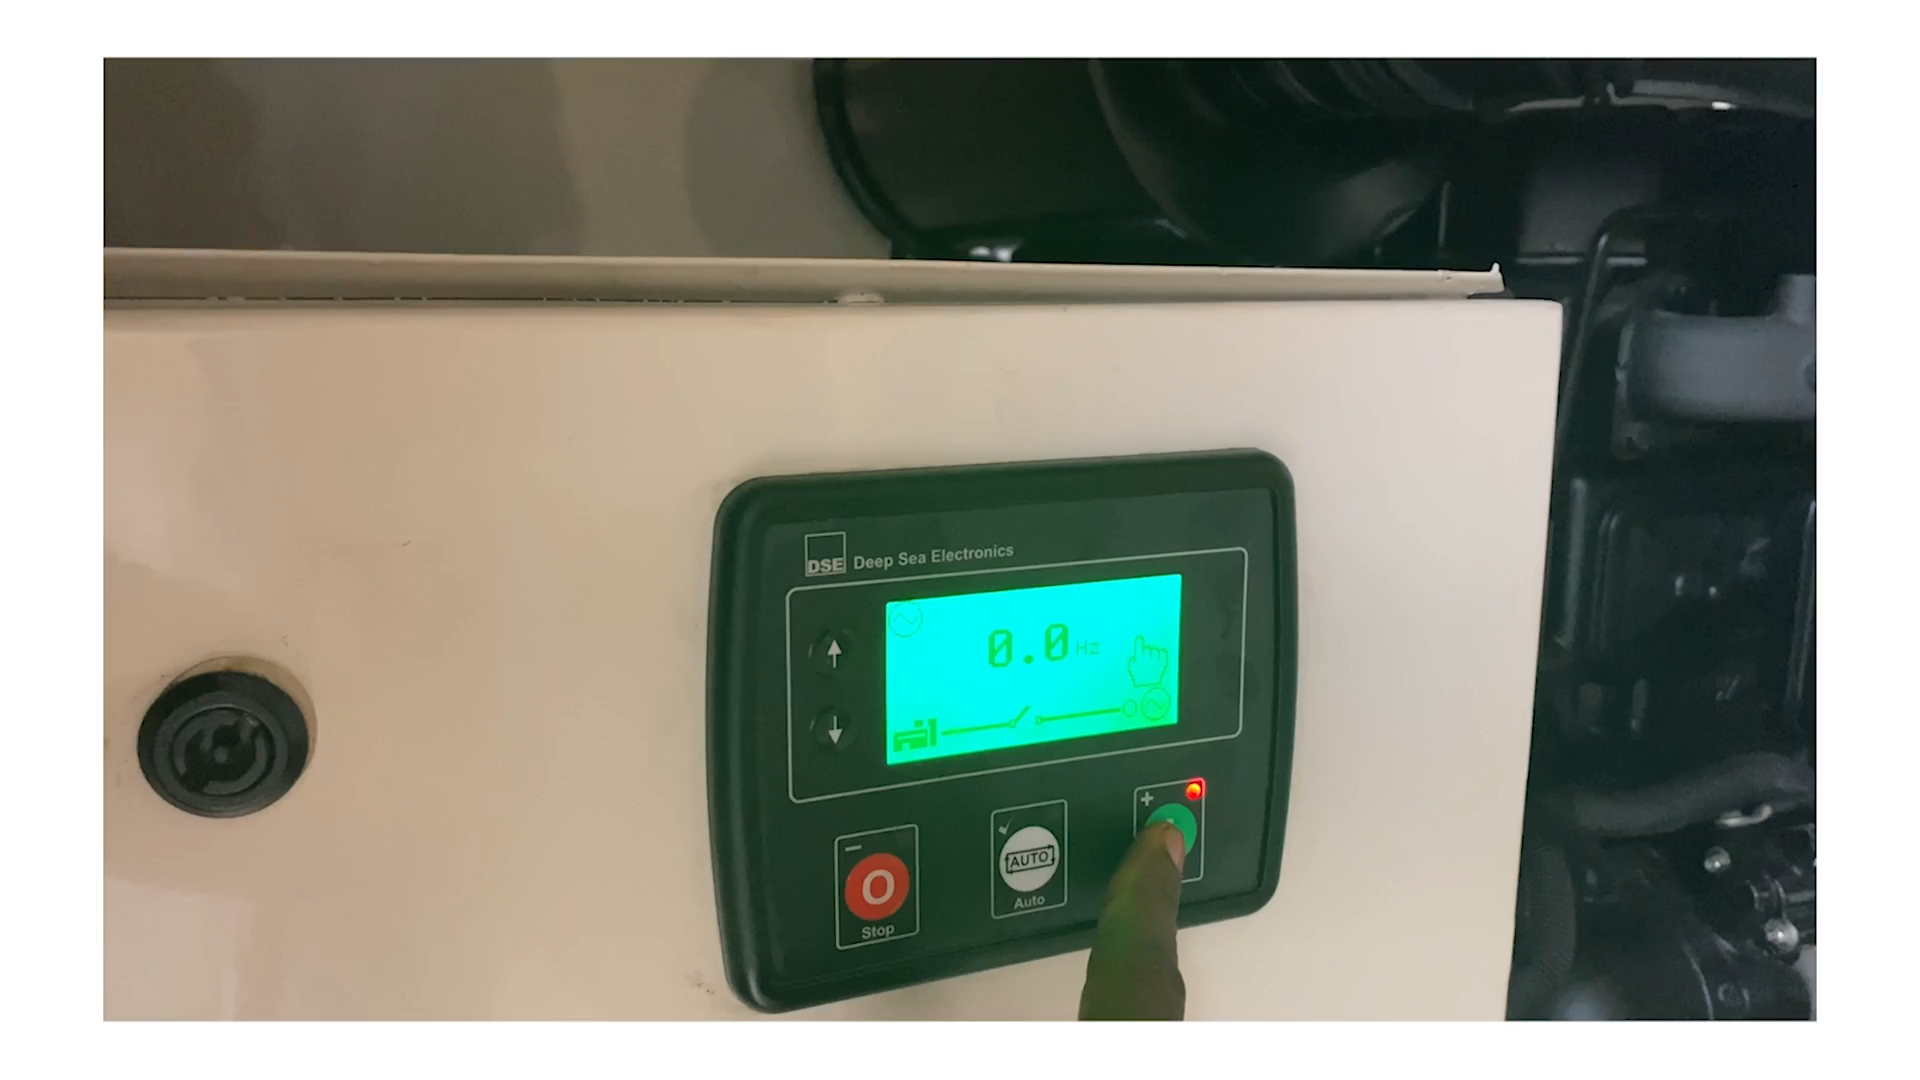 DSE Deep Sea Electronics
0.0 Hz
AUTO
Stop
Auto